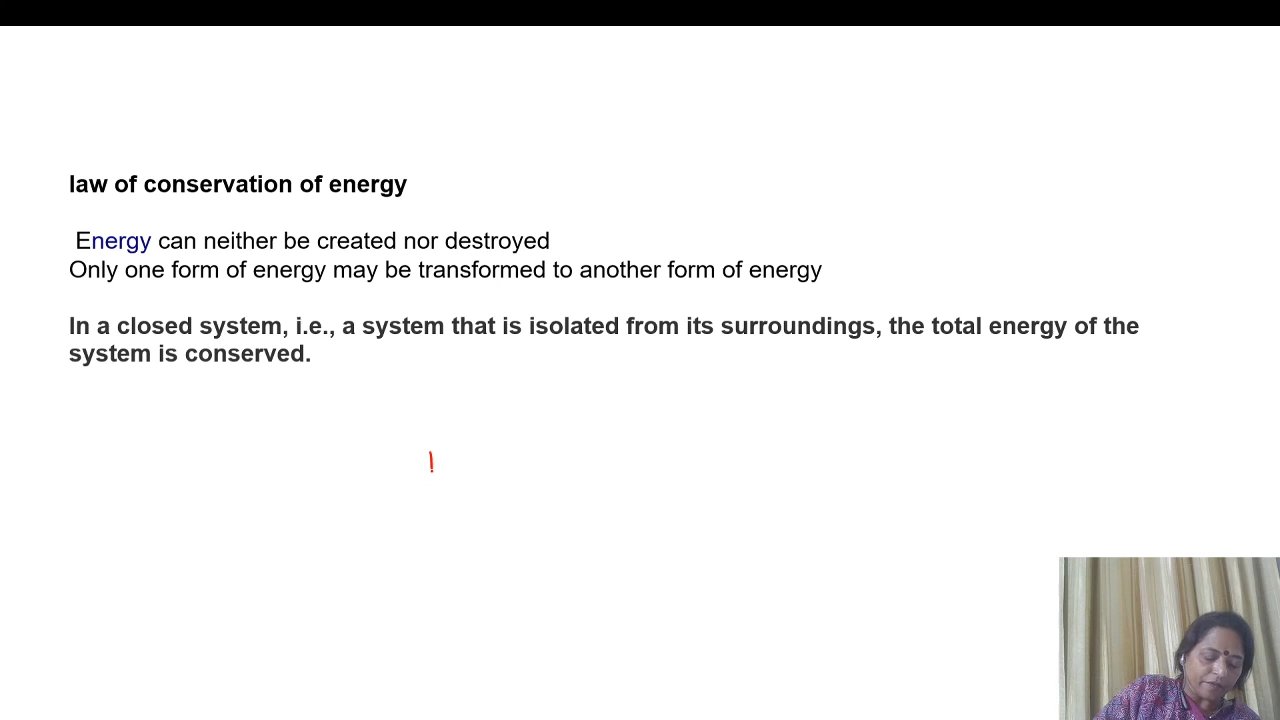 law of conservation of energy
Energy can neither be created nor destroyed
Only one form of energy may be transformed to another form of energy
In a closed system, i.e., a system that is isolated from its surroundings, the total energy of the
system is conserved.